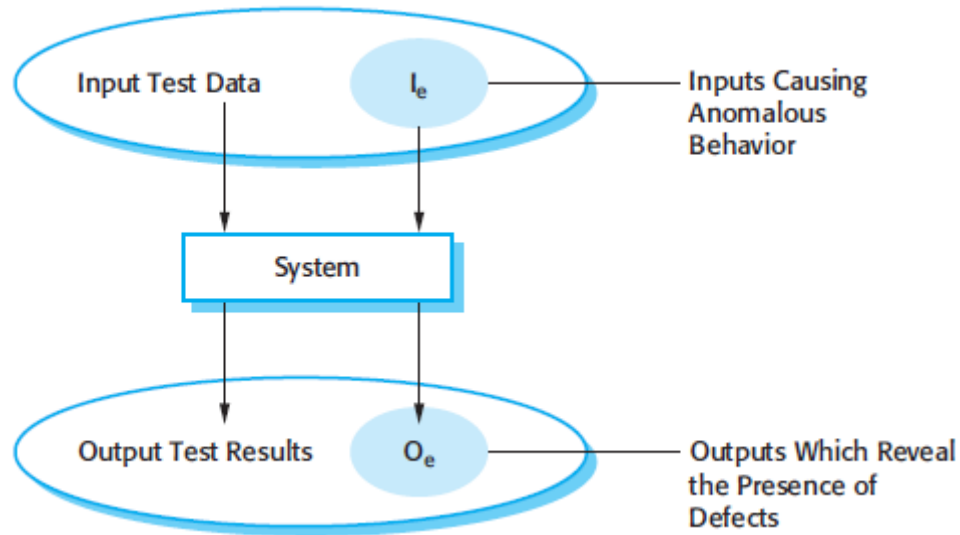 Input Test Data
Ie
Inputs Causing
Anomalous
Behavior
System
Output Test Results
Oe
Outputs Which Reveal
the Presence of
Defects